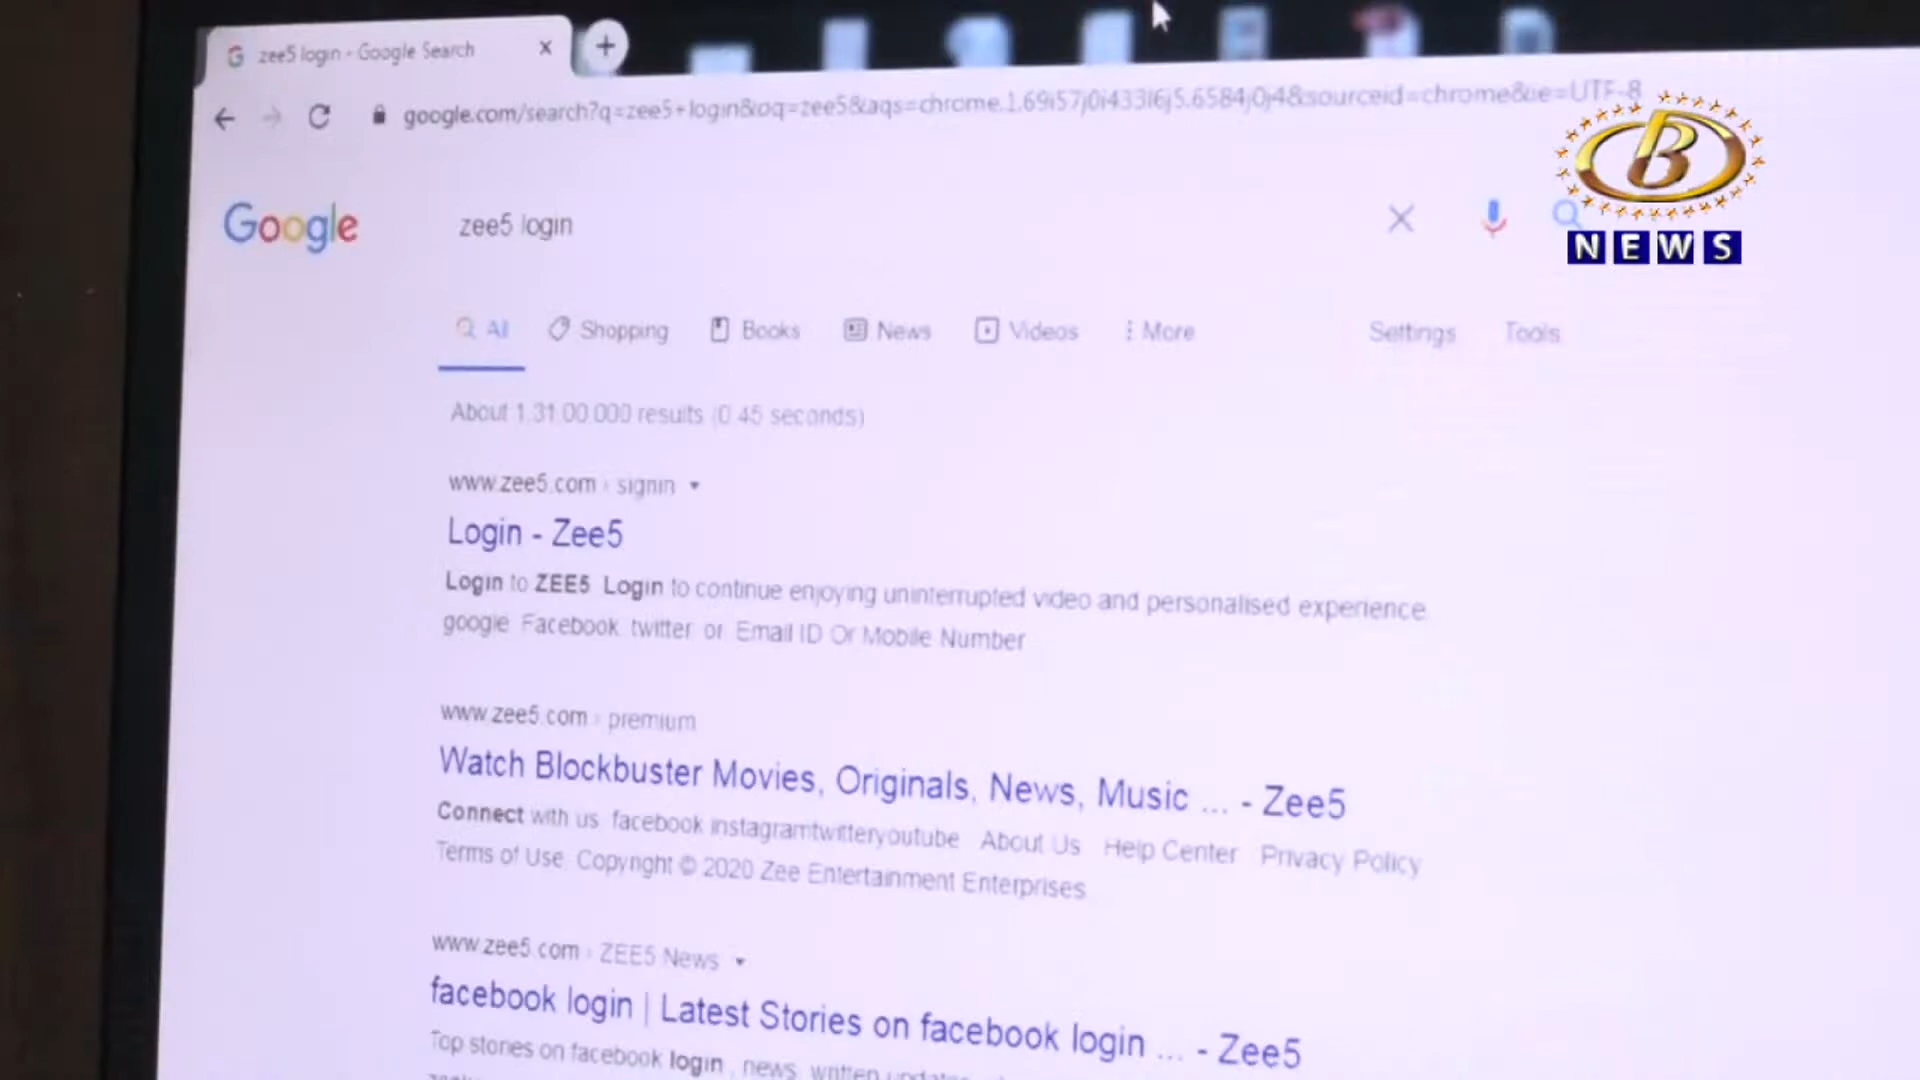 zee5 login - Google Search
google.com/search?q=zee5+login&oq=zee5&aqs=chrome.1.69i57j0i433l6j5.6584j0j4&sourceid=chrome&ie=UTF-8
B
NEWS
Google
zee5 login
All Shopping Books News Videos More Settings Tools
About 1,31,00,000 results (0.45 seconds)
www.zee5.com › signin
Login - Zee5
Login to ZEE5 Login to continue enjoying uninterrupted video and personalised experience.
google Facebook twitter or Email ID Or Mobile Number
www.zee5.com › premium
Watch Blockbuster Movies, Originals, News, Music ... - Zee5
Connect with us facebook instagramtwitteryoutube About Us Help Center Privacy Policy
Terms of Use. Copyright © 2020 Zee Entertainment Enterprises
www.zee5.com › ZEE5 News
facebook login | Latest Stories on facebook login ... - Zee5
Top stories on facebook login , news, written